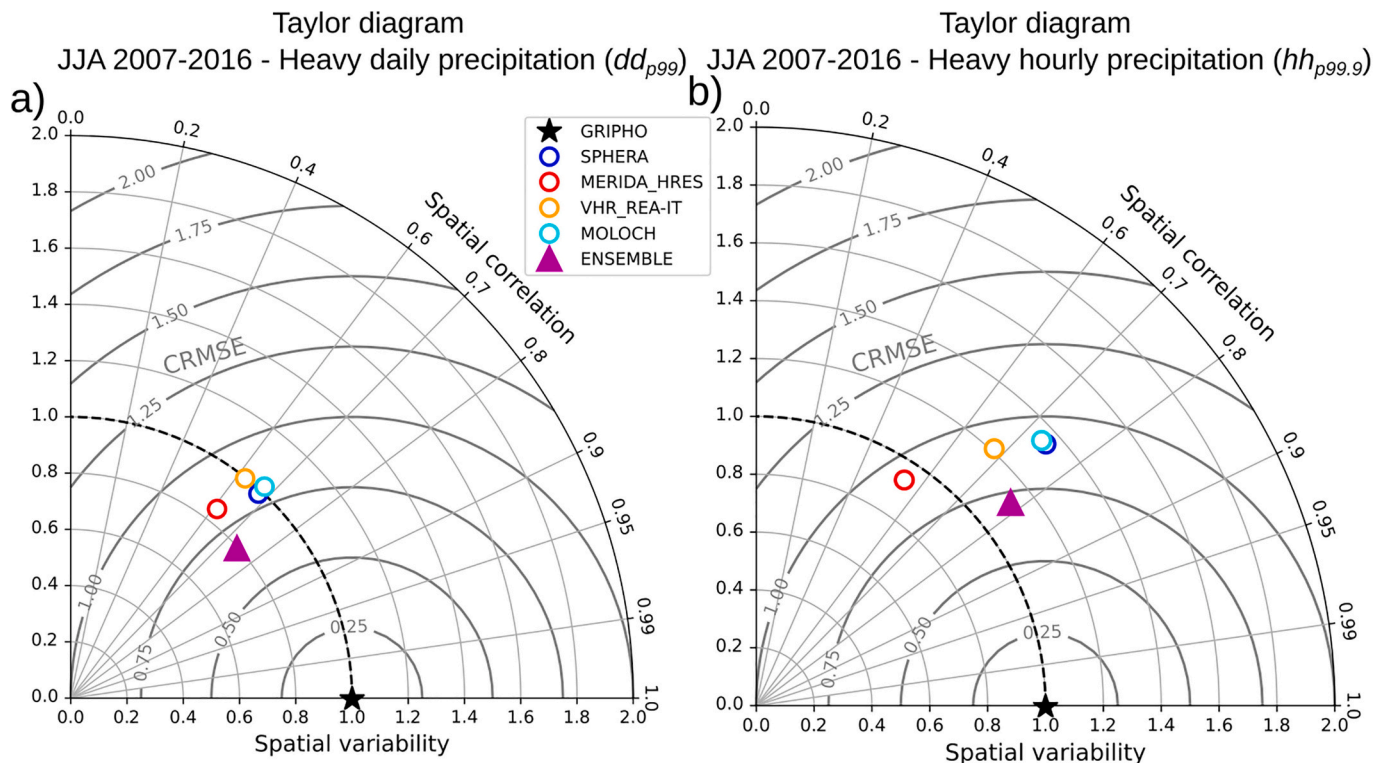 Taylor diagram
JJA 2007-2016 - Heavy daily precipitation (dd_p99)
a)
0.0
0.2
0.4
0.6
0.7
0.8
0.9
0.95
0.99
1.0
Spatial correlation
2.0
1.8
1.6
1.4
1.2
1.0
0.8
0.6
0.4
0.2
0.0
2.00
1.75
1.50
CRMSE
1.25
1.00
0.75
0.50
0.25
0.0 0.2 0.4 0.6 0.8 1.0 1.2 1.4 1.6 1.8 2.0
Spatial variability
GRIPHO
SPHERA
MERIDA_HRES
VHR_REA-IT
MOLOCH
ENSEMBLE
Taylor diagram
JJA 2007-2016 - Heavy hourly precipitation (hh_p99.9)
b)
0.0
0.2
0.4
0.6
0.7
0.8
0.9
0.95
0.99
1.0
Spatial correlation
2.0
1.8
1.6
1.4
1.2
1.0
0.8
0.6
0.4
0.2
0.0
2.00
1.75
1.50
CRMSE
1.25
1.00
0.75
0.50
0.25
0.0 0.2 0.4 0.6 0.8 1.0 1.2 1.4 1.6 1.8 2.0
Spatial variability